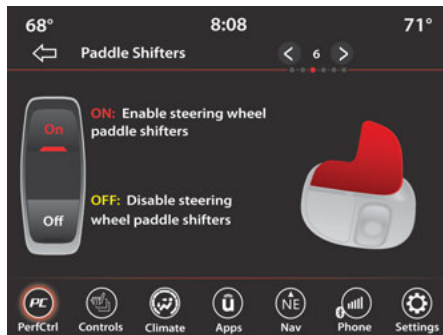 68° 8:08 71°
Paddle Shifters < 6 >
ON: Enable steering wheel
paddle shifters
On
OFF: Disable steering
Off wheel paddle shifters
PC û NE
PerfCtrl Controls Climate Apps Nav Phone Settings